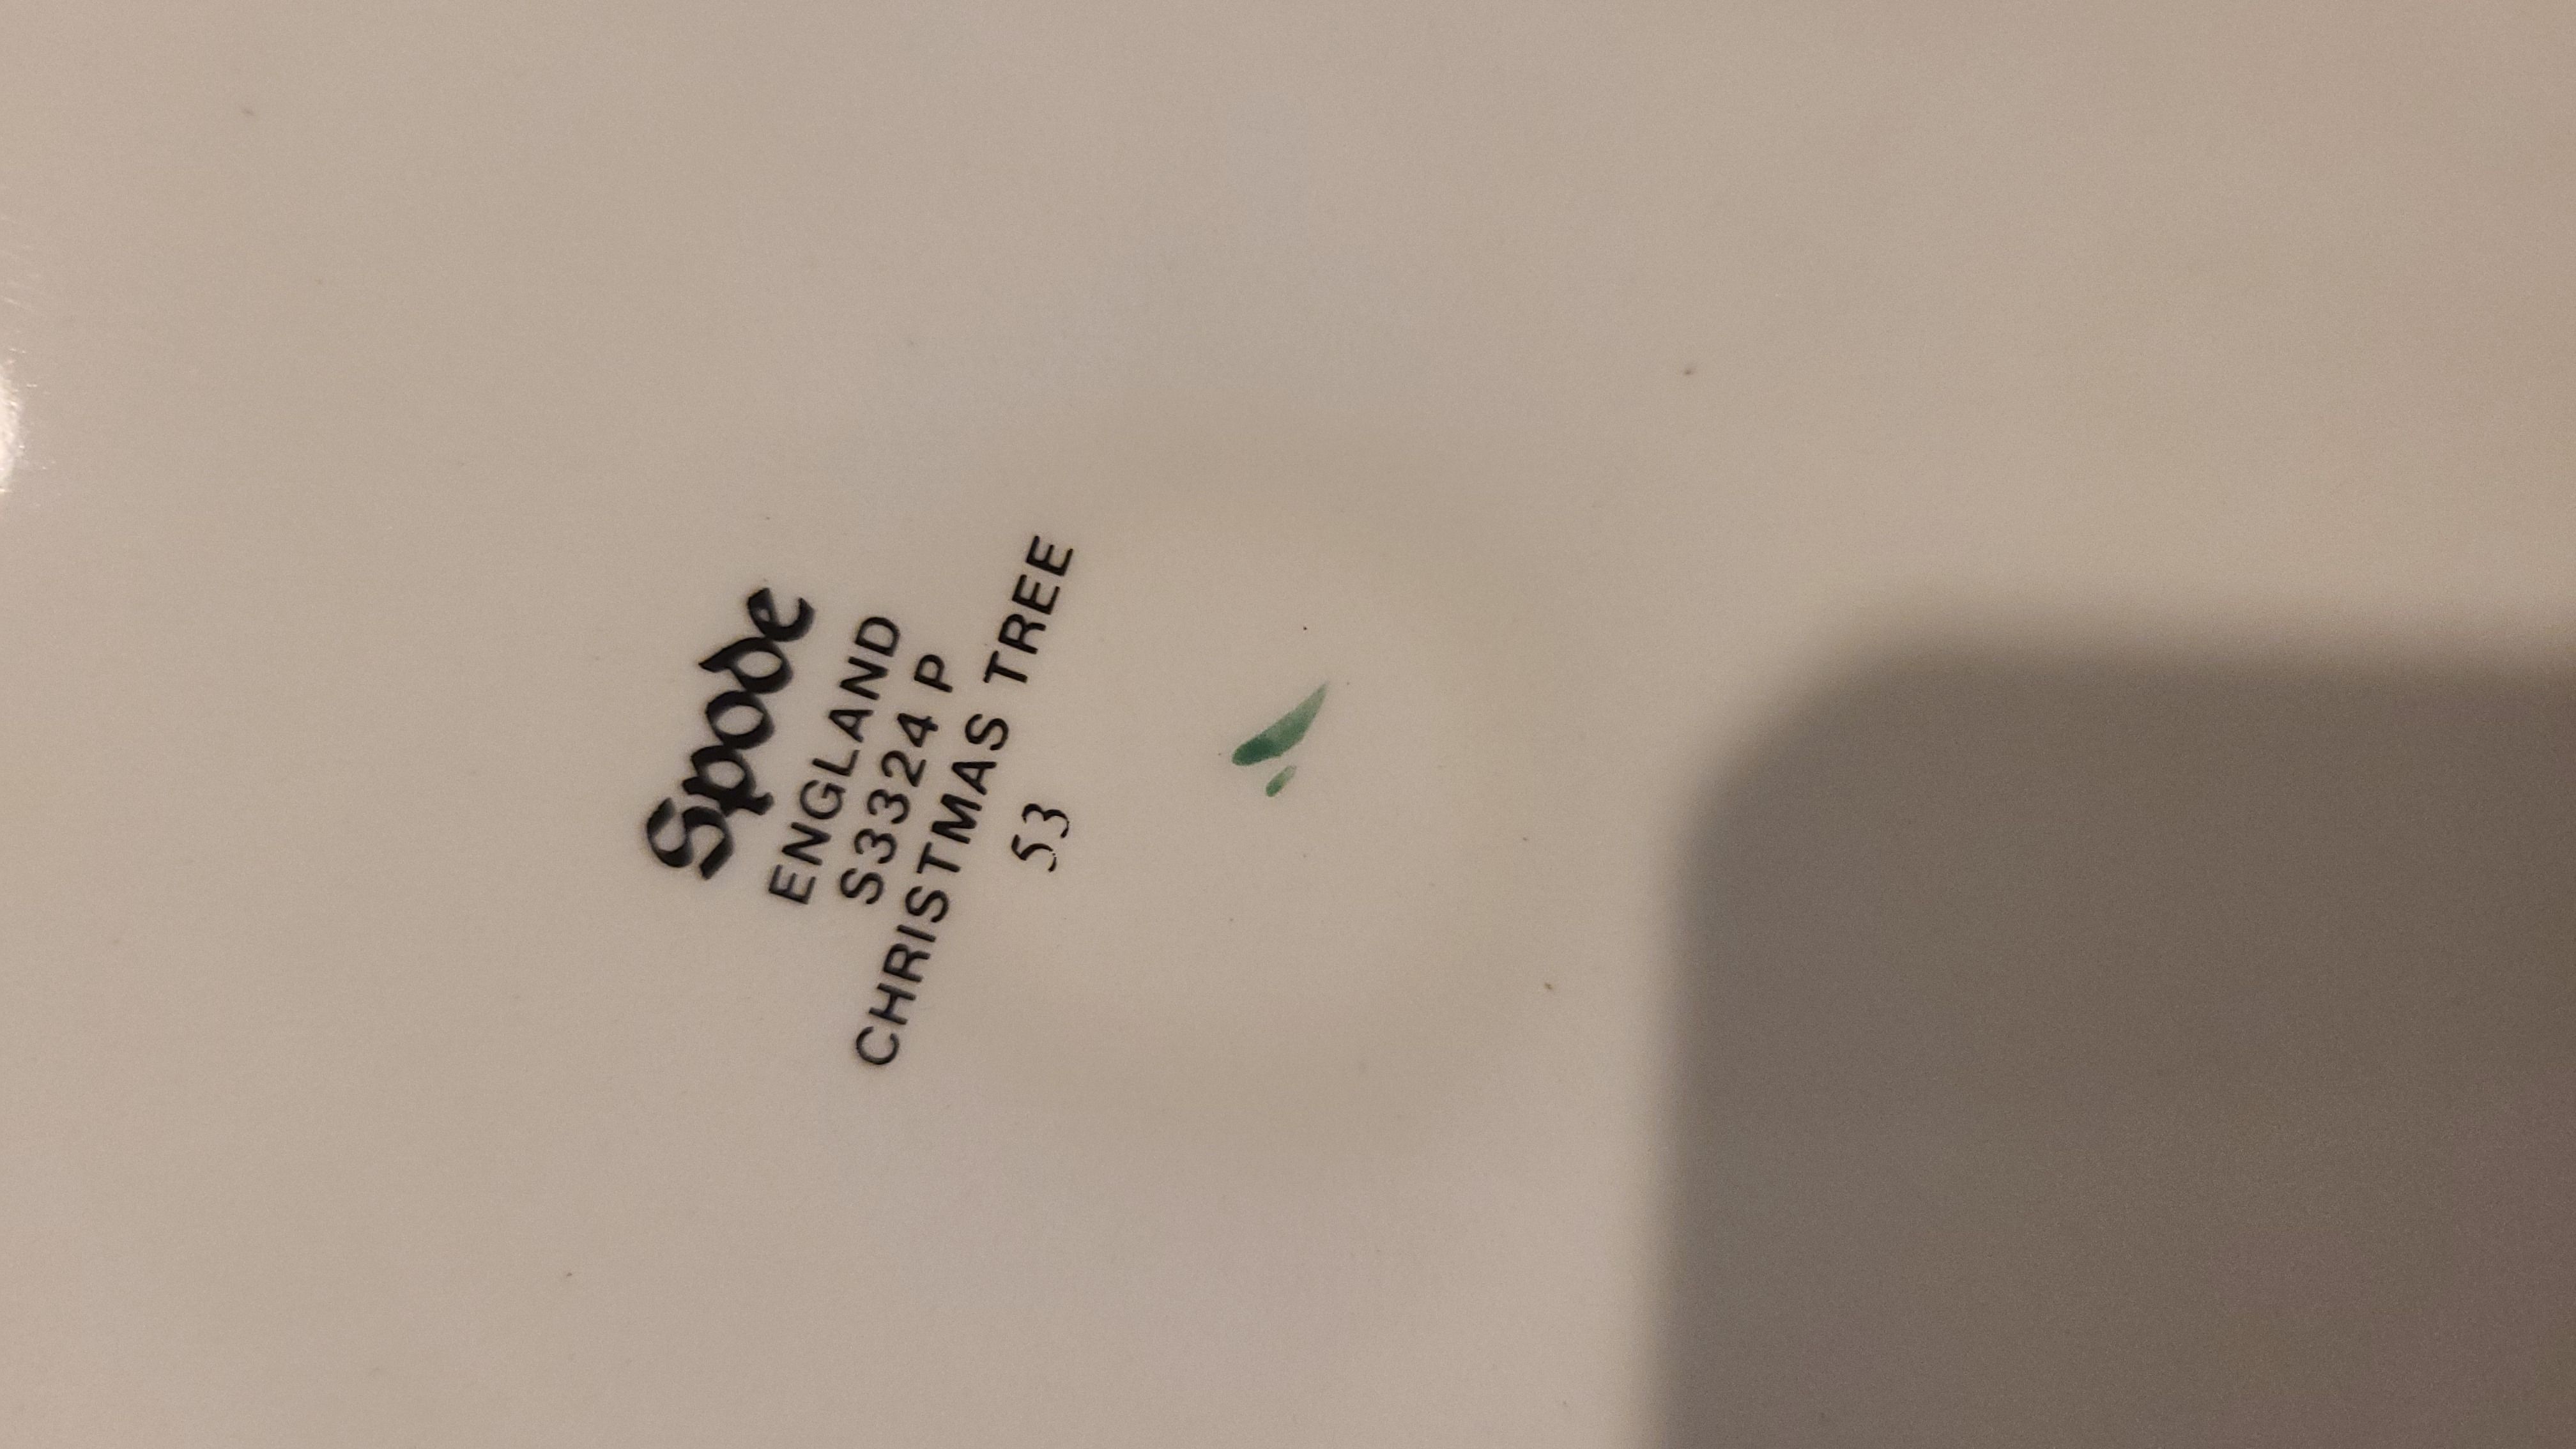 Spode
ENGLAND
S3324 P
CHRISTMAS TREE
53